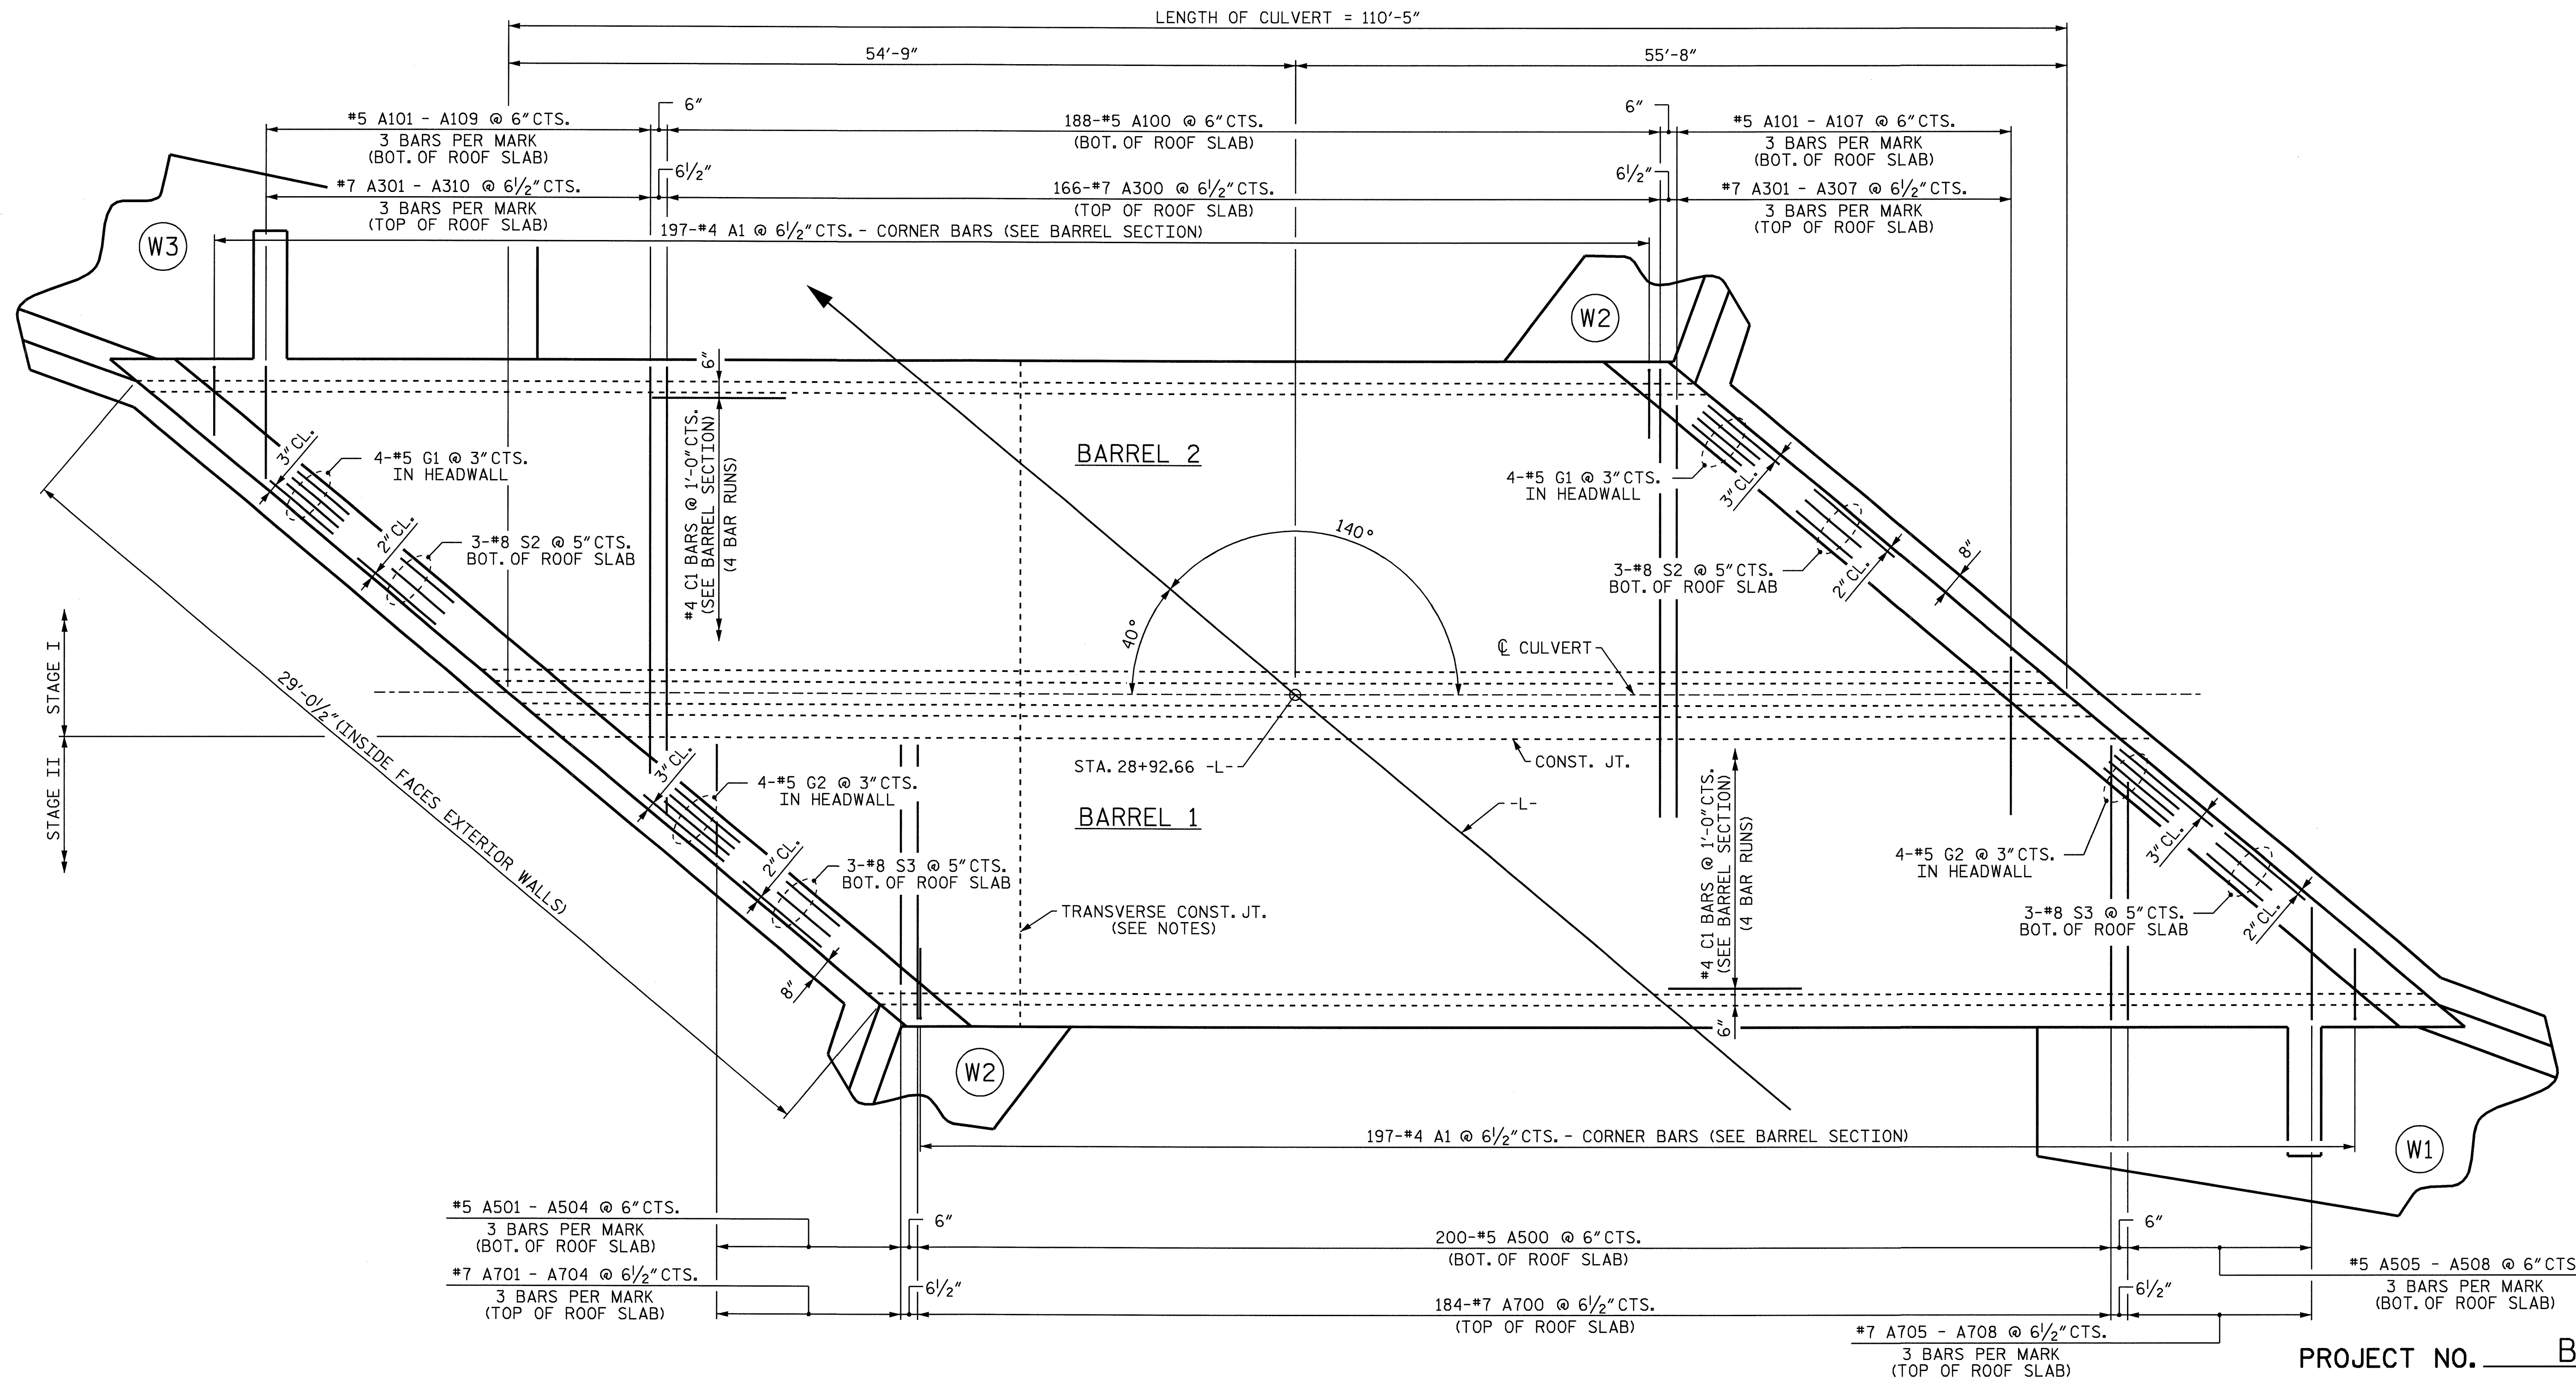 LENGTH OF CULVERT = 110'-5"
54'-9"
55'-8"
#5 A101 - A109 @ 6" CTS.
3 BARS PER MARK
(BOT. OF ROOF SLAB)
6"
188-#5 A100 @ 6" CTS.
(BOT. OF ROOF SLAB)
6"
#5 A101 - A107 @ 6" CTS.
3 BARS PER MARK
(BOT. OF ROOF SLAB)
#7 A301 - A310 @ 6½" CTS.
3 BARS PER MARK
(TOP OF ROOF SLAB)
6½"
166-#7 A300 @ 6½" CTS.
(TOP OF ROOF SLAB)
6½"
#7 A301 - A307 @ 6½" CTS.
3 BARS PER MARK
(TOP OF ROOF SLAB)
197-#4 A1 @ 6½" CTS. - CORNER BARS (SEE BARREL SECTION)
W3
W2
6"
#4 C1 BARS @ 1'-0" CTS.
(SEE BARREL SECTION)
(4 BAR RUNS)
BARREL 2
3" CL.
4-#5 G1 @ 3" CTS.
IN HEADWALL
2" CL.
3-#8 S2 @ 5" CTS.
BOT. OF ROOF SLAB
4-#5 G1 @ 3" CTS.
IN HEADWALL
3" CL.
3-#8 S2 @ 5" CTS.
BOT. OF ROOF SLAB
2" CL.
8"
140°
40°
℄ CULVERT
STAGE I
STAGE II
29'-0½" (INSIDE FACES EXTERIOR WALLS)
STA. 28+92.66 -L-
CONST. JT.
-L-
BARREL 1
3" CL.
4-#5 G2 @ 3" CTS.
IN HEADWALL
2" CL.
3-#8 S3 @ 5" CTS.
BOT. OF ROOF SLAB
8"
TRANSVERSE CONST. JT.
(SEE NOTES)
#4 C1 BARS @ 1'-0" CTS.
(SEE BARREL SECTION)
(4 BAR RUNS)
6"
4-#5 G2 @ 3" CTS.
IN HEADWALL
3" CL.
3-#8 S3 @ 5" CTS.
BOT. OF ROOF SLAB
2" CL.
W2
W1
197-#4 A1 @ 6½" CTS. - CORNER BARS (SEE BARREL SECTION)
#5 A501 - A504 @ 6" CTS.
3 BARS PER MARK
(BOT. OF ROOF SLAB)
6"
200-#5 A500 @ 6" CTS.
(BOT. OF ROOF SLAB)
6"
#5 A505 - A508 @ 6" CTS
3 BARS PER MARK
(BOT. OF ROOF SLAB)
#7 A701 - A704 @ 6½" CTS.
3 BARS PER MARK
(TOP OF ROOF SLAB)
6½"
184-#7 A700 @ 6½" CTS.
(TOP OF ROOF SLAB)
6½"
#7 A705 - A708 @ 6½" CTS.
3 BARS PER MARK
(TOP OF ROOF SLAB)
PROJECT NO. B